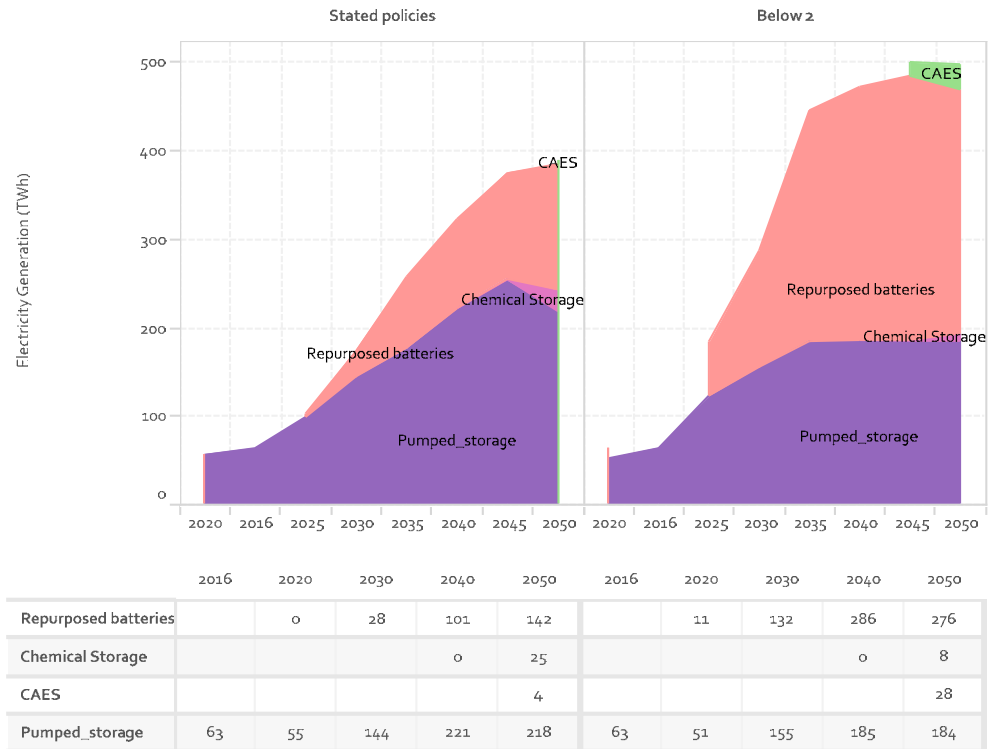 Stated policies
Below 2
Electricity Generation (TWh)
500
400
300
200
100
0
CAES
Chemical Storage
Repurposed batteries
Pumped_storage
CAES
Repurposed batteries
Chemical Storage
Pumped_storage
2020 2016 2025 2030 2035 2040 2045 2050 2020 2016 2025 2030 2035 2040 2045 2050
2016 2020 2030 2040 2050 2016 2020 2030 2040 2050
Repurposed batteries 0 28 101 142 11 132 286 276
Chemical Storage 0 25 0 8
CAES 4 28
Pumped_storage 63 55 144 221 218 63 51 155 185 184